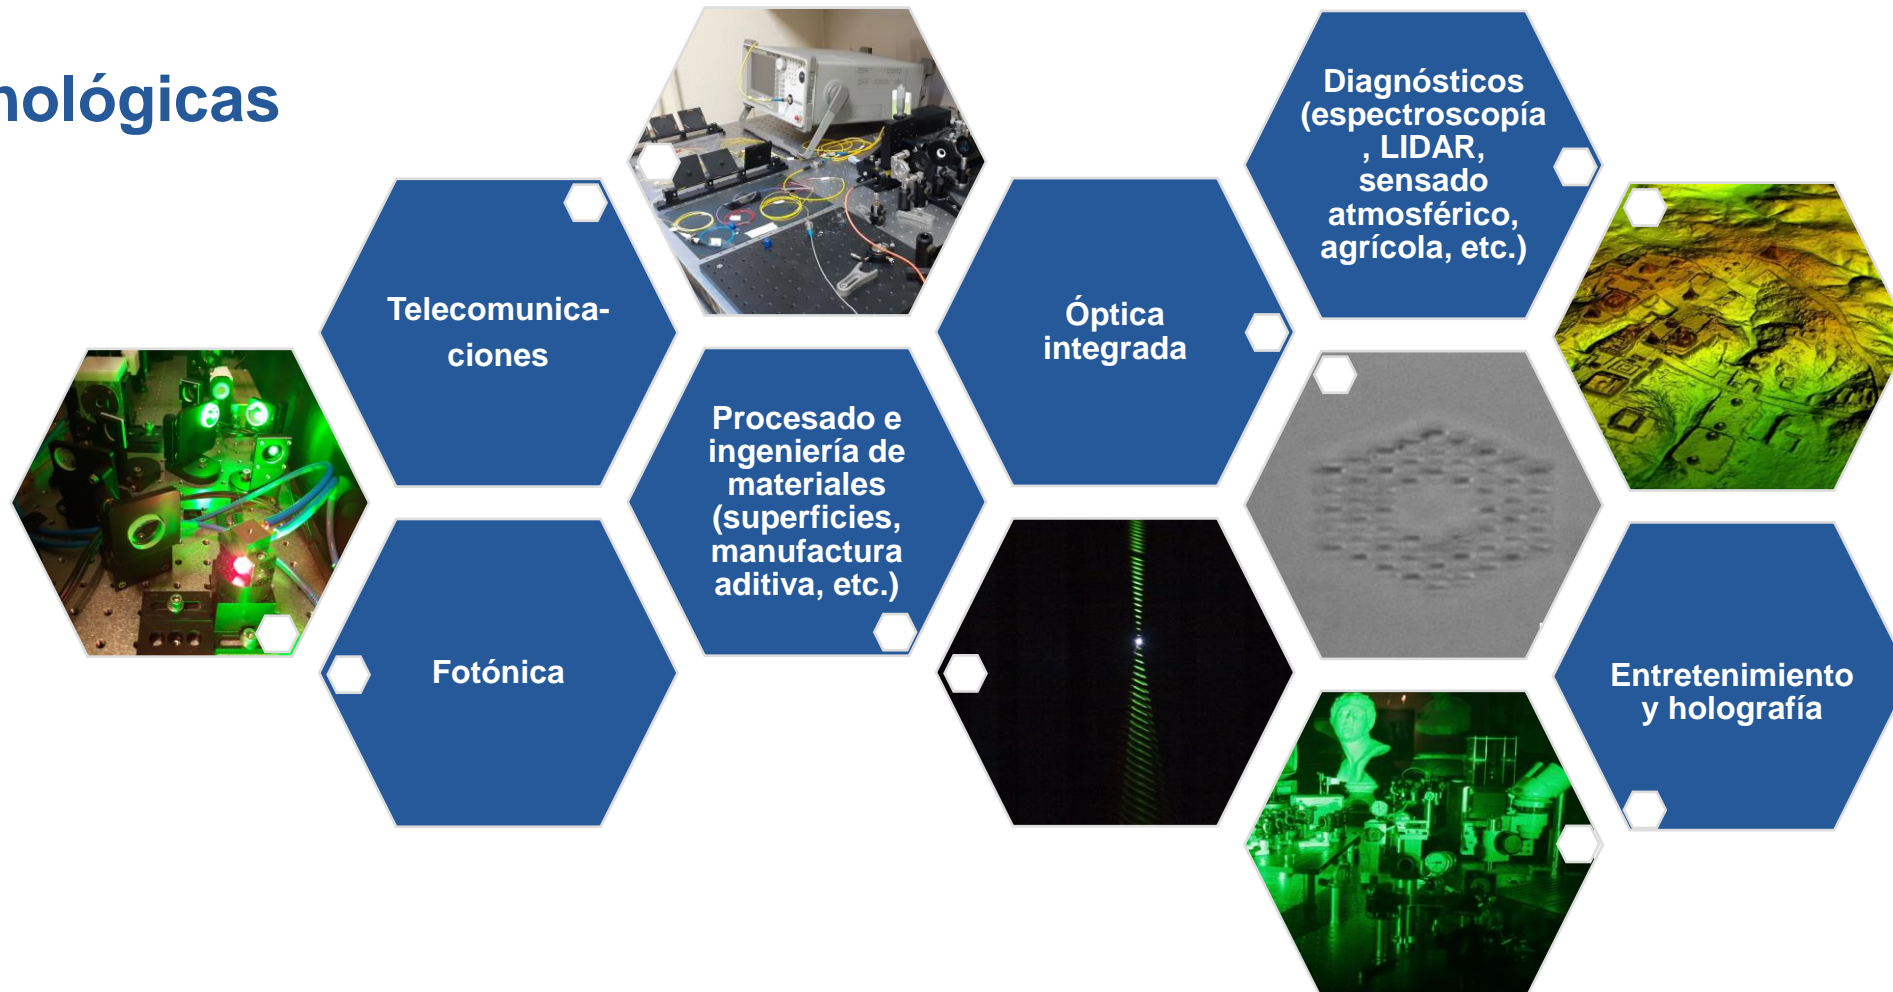 nológicas
Telecomunica-
ciones
Fotónica
Procesado e
ingeniería de
materiales
(superficies,
manufactura
aditiva, etc.)
Óptica
integrada
Diagnósticos
(espectroscopía
, LIDAR,
sensado
atmosférico,
agrícola, etc.)
Entretenimiento
y holografía